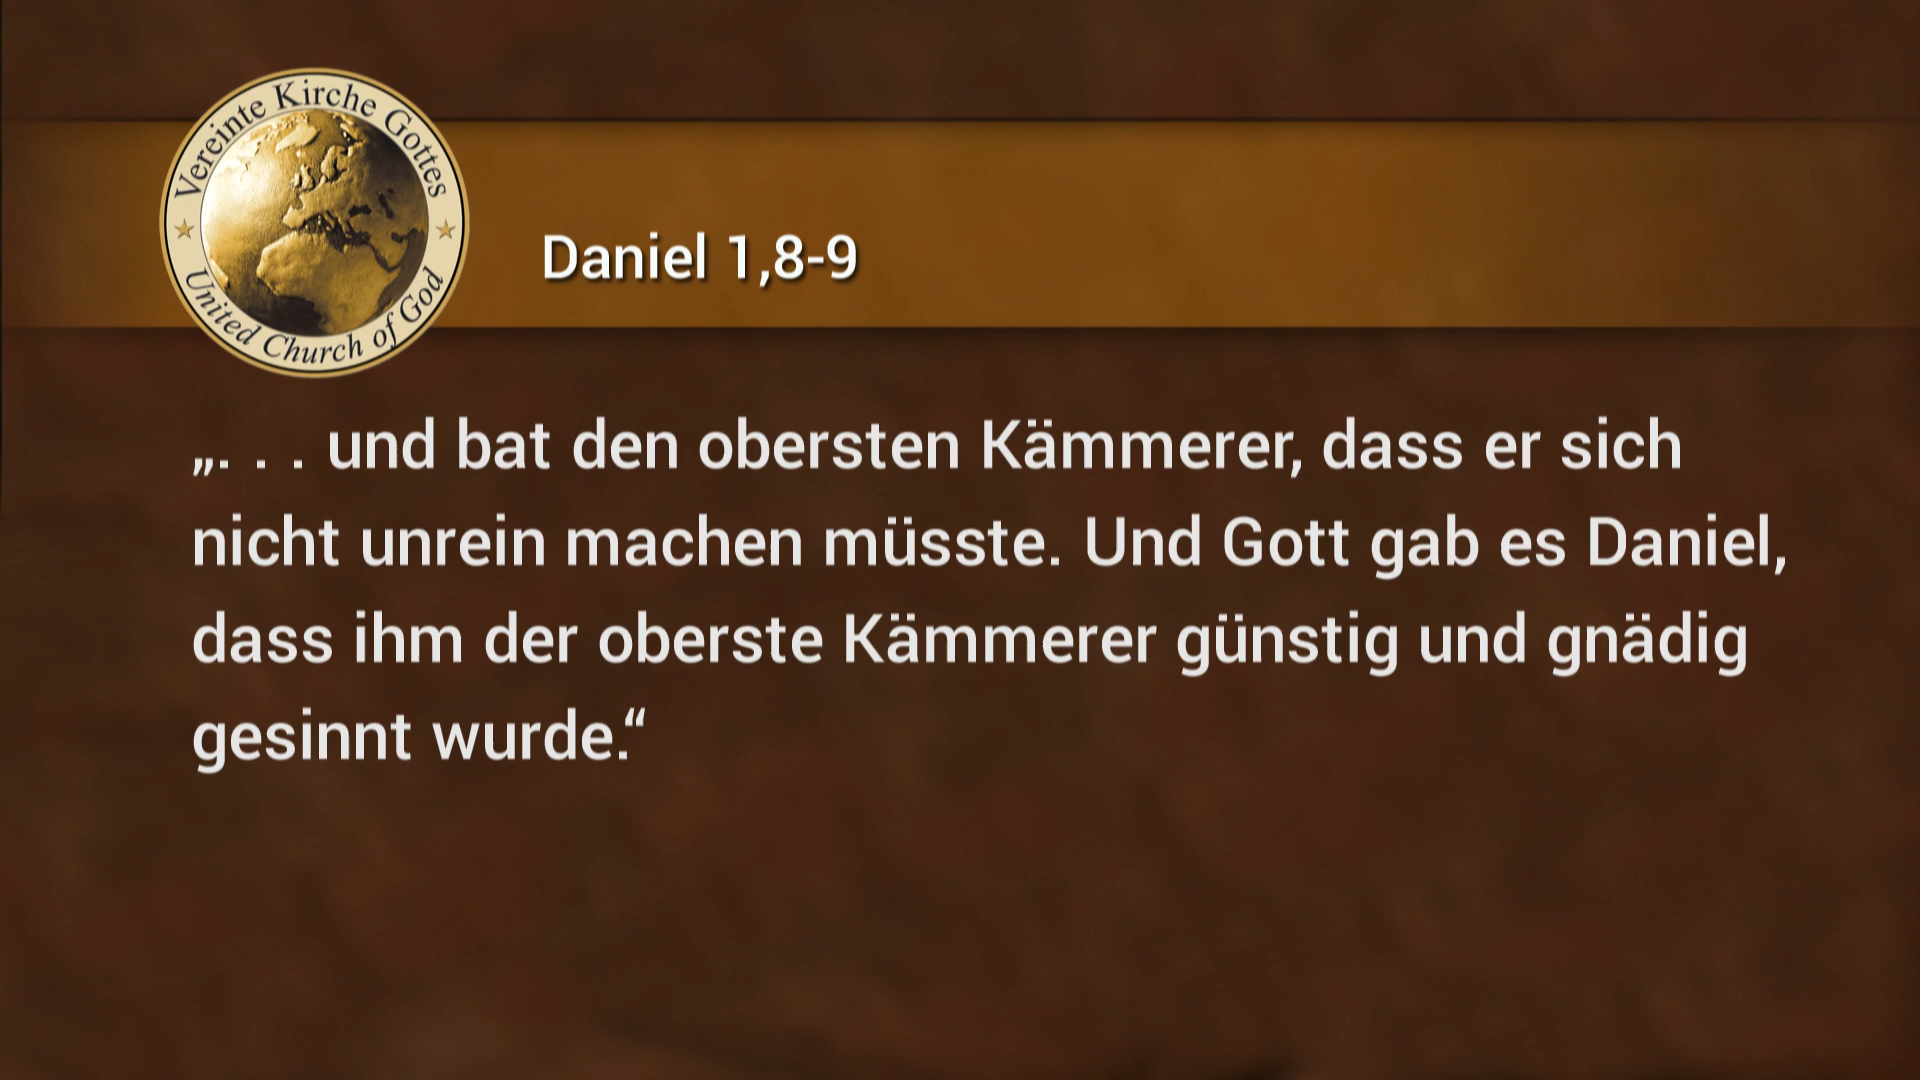 Vereinte Kirche Gottes
United Church of God
Daniel 1,8-9
„. . . und bat den obersten Kämmerer, dass er sich
nicht unrein machen müsste. Und Gott gab es Daniel,
dass ihm der oberste Kämmerer günstig und gnädig
gesinnt wurde.“